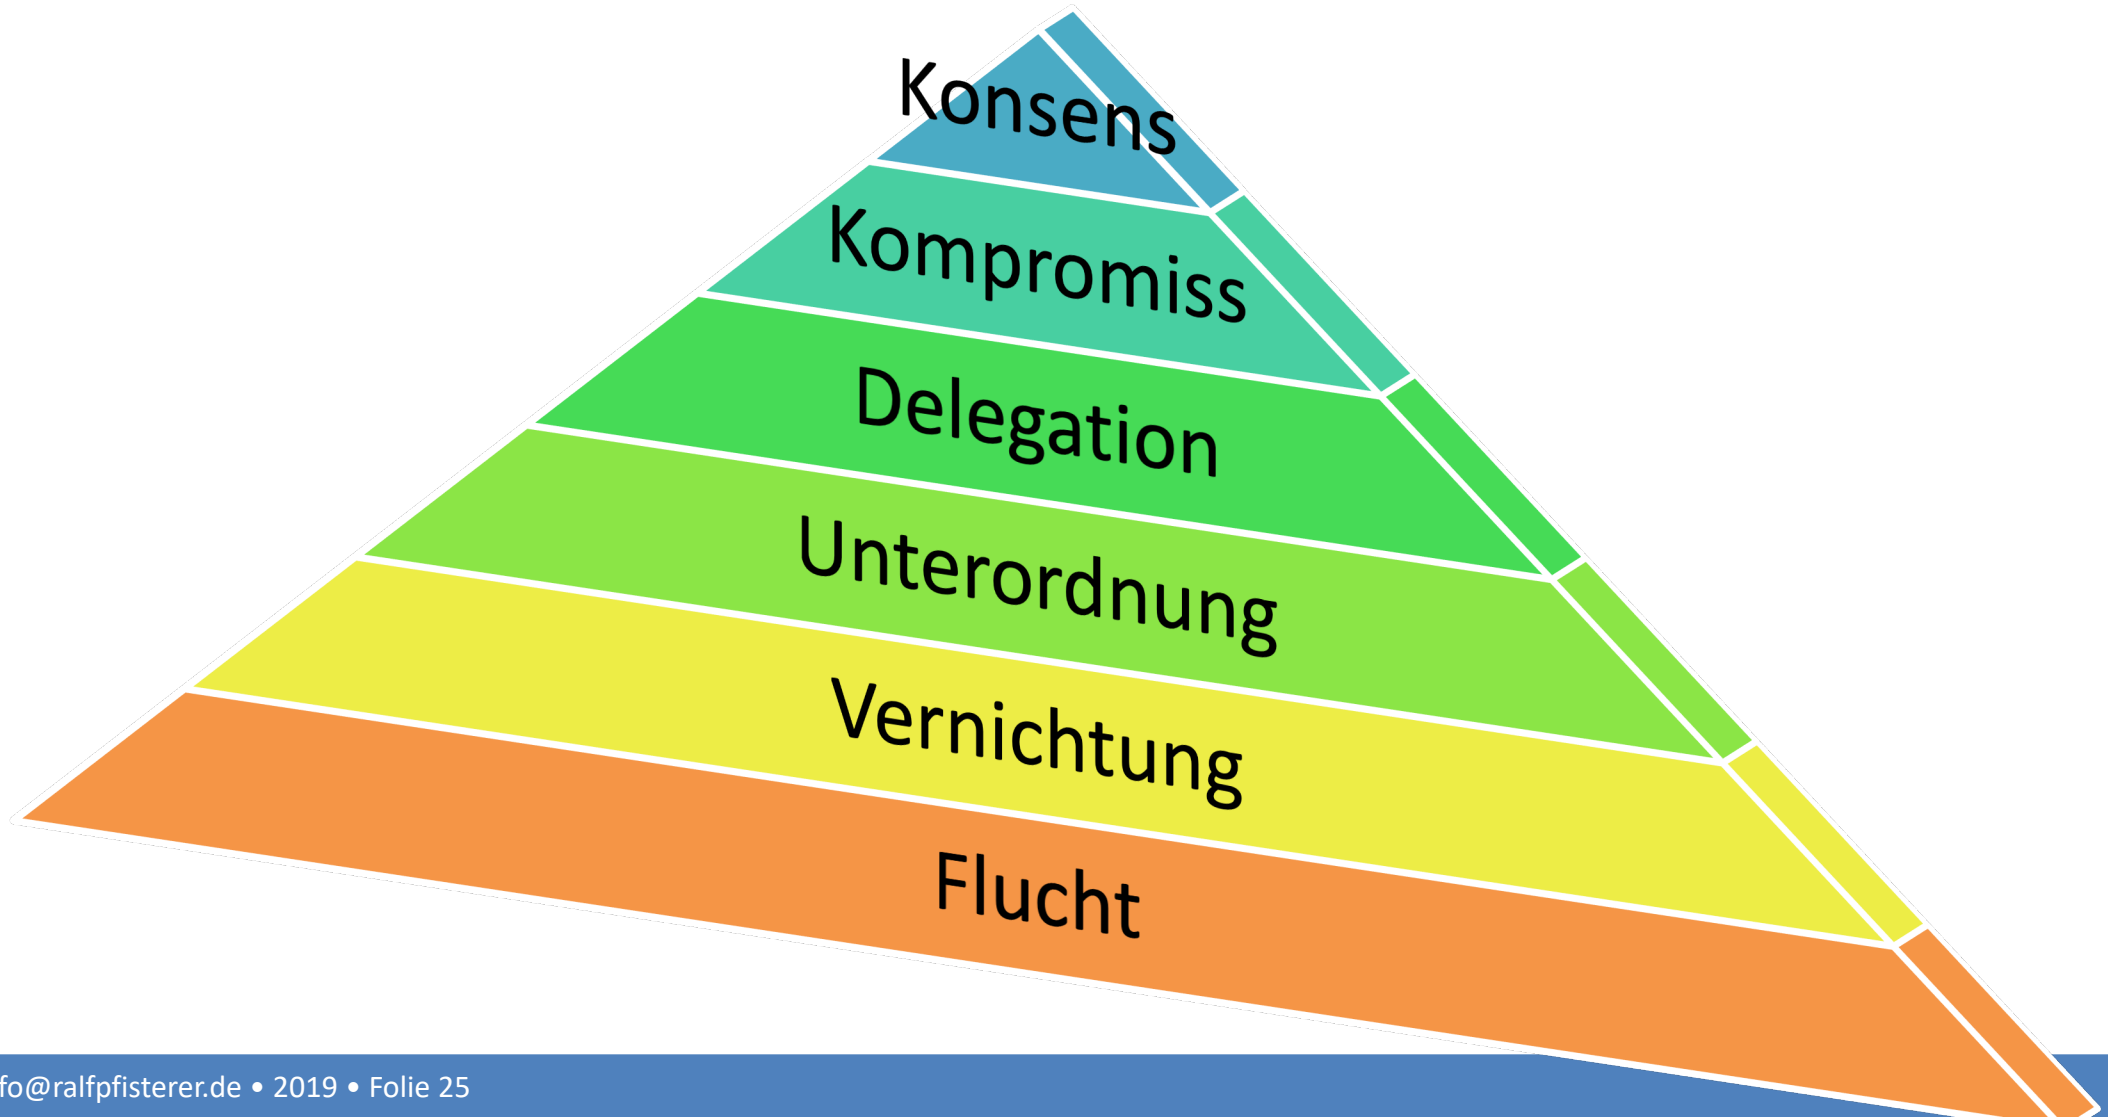 Konsens
Kompromiss
Delegation
Unterordnung
Vernichtung
Flucht
fo@ralfpfisterer.de • 2019 • Folie 25